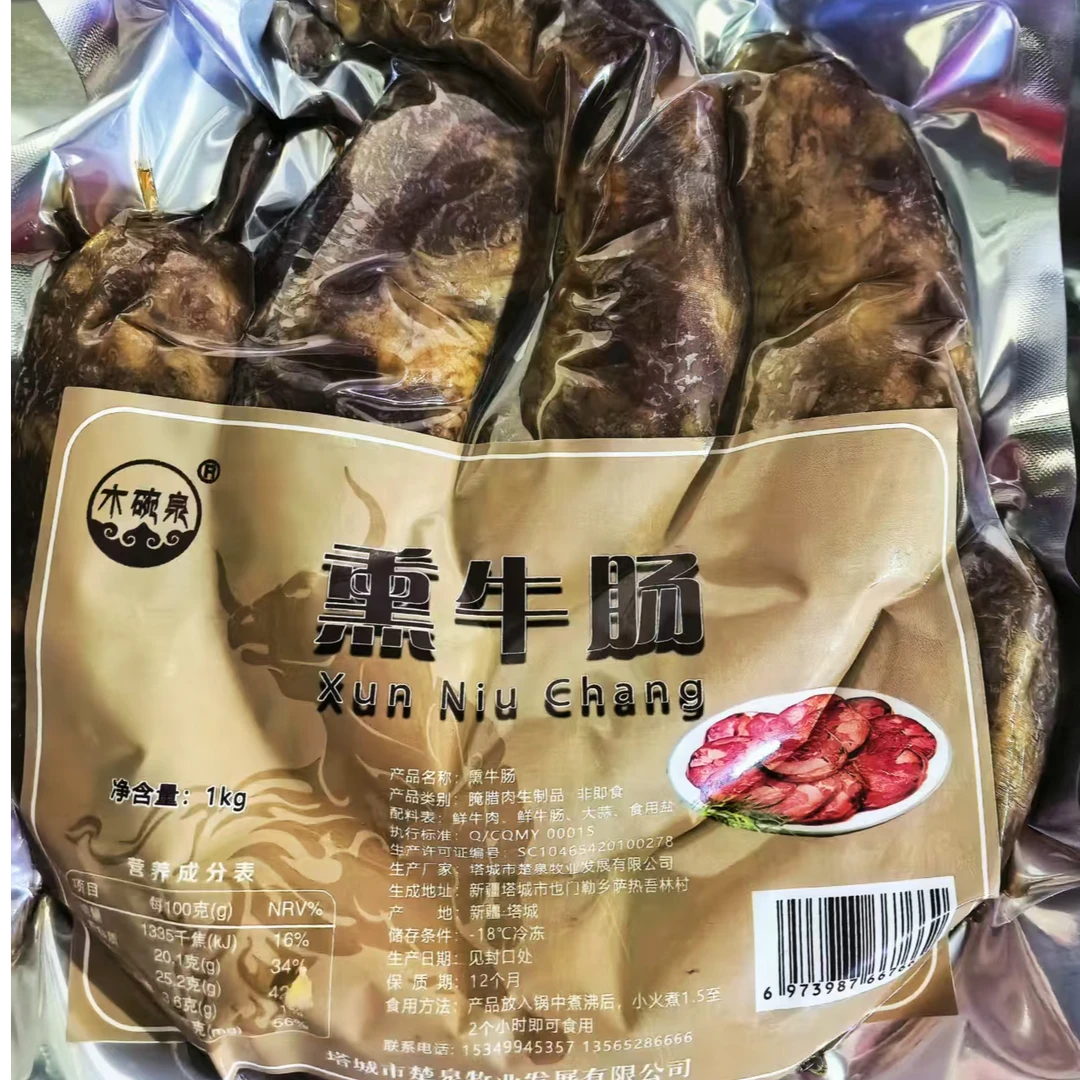 木碗泉®
熏牛肠
Xun Niu Chang
净含量：1kg
产品名称：熏牛肠
产品类别：腌腊肉生制品 非即食
配料表：鲜牛肉、鲜牛肠、大蒜、食用盐
执行标准：Q/CQMY 0001S
生产许可证编号：SC10465420100278
生产厂家：塔城市楚泉牧业发展有限公司
生成地址：新疆塔城市也门勒乡萨热吾林村
产 地：新疆-塔城
储存条件：-18℃冷冻
生产日期：见封口处
保 质 期：12个月
食用方法：产品放入锅中煮沸后，小火煮1.5至
2个小时即可食用
联系电话：15349945357 13565286666
塔城市楚泉牧业发展有限公司
营养成分表
项目 每100克(g) NRV%
1335千焦(kJ) 16%
20.1克(g) 34%
25.2克(g)
3.6克(g)
(mg) 66%
6 973987